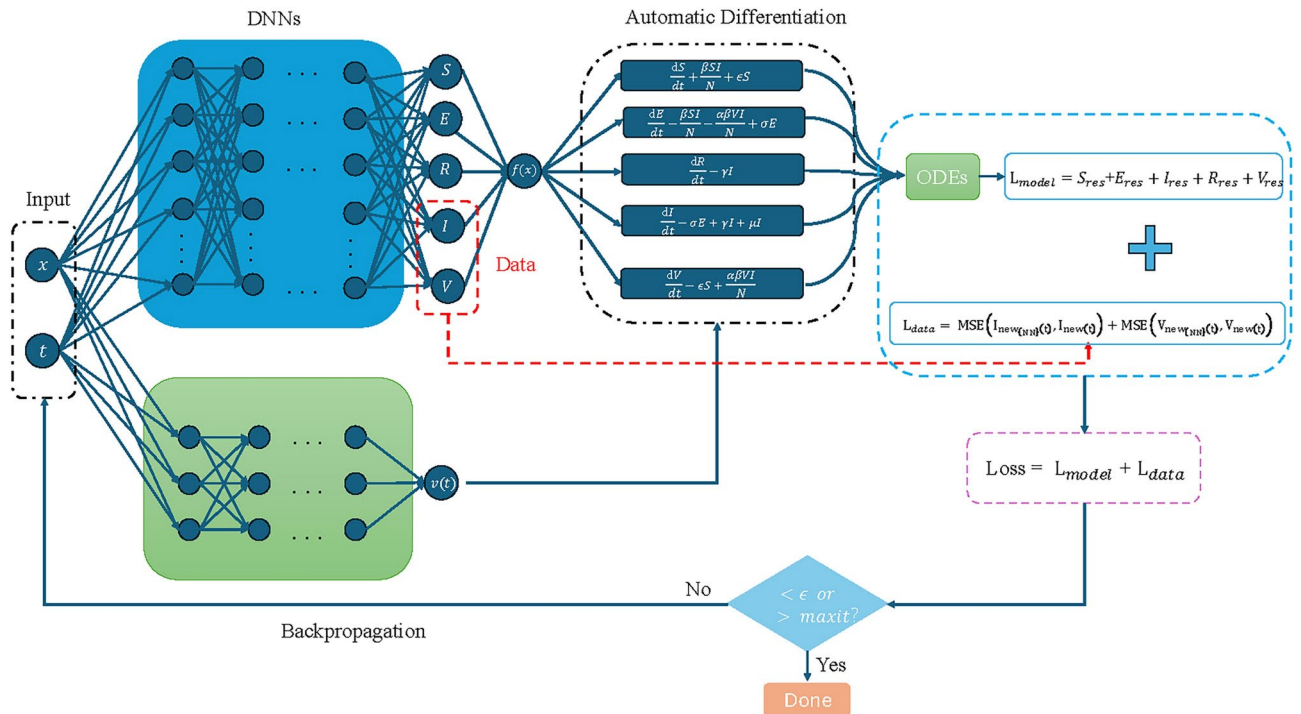 DNNs
Automatic Differentiation
Input
x
t
. . .
. . .
. . .
. . .
. . .
S
E
R
I
V
Data
f(x)
dS/dt + βSI/N + ϵS
dE/dt − βSI/N − αβVI/N + σE
dR/dt − γI
dI/dt − σE + γI + μI
dV/dt − ϵS + αβVI/N
ODEs
L_model = S_res+E_res + I_res + R_res + V_res
L_data = MSE(I_new[NN](t), I_new(t)) + MSE(V_new[NN](t), V_new(t))
. . .
. . .
. . .
v(t)
Loss = L_model + L_data
< ϵ or
> maxit?
No
Yes
Backpropagation
Done